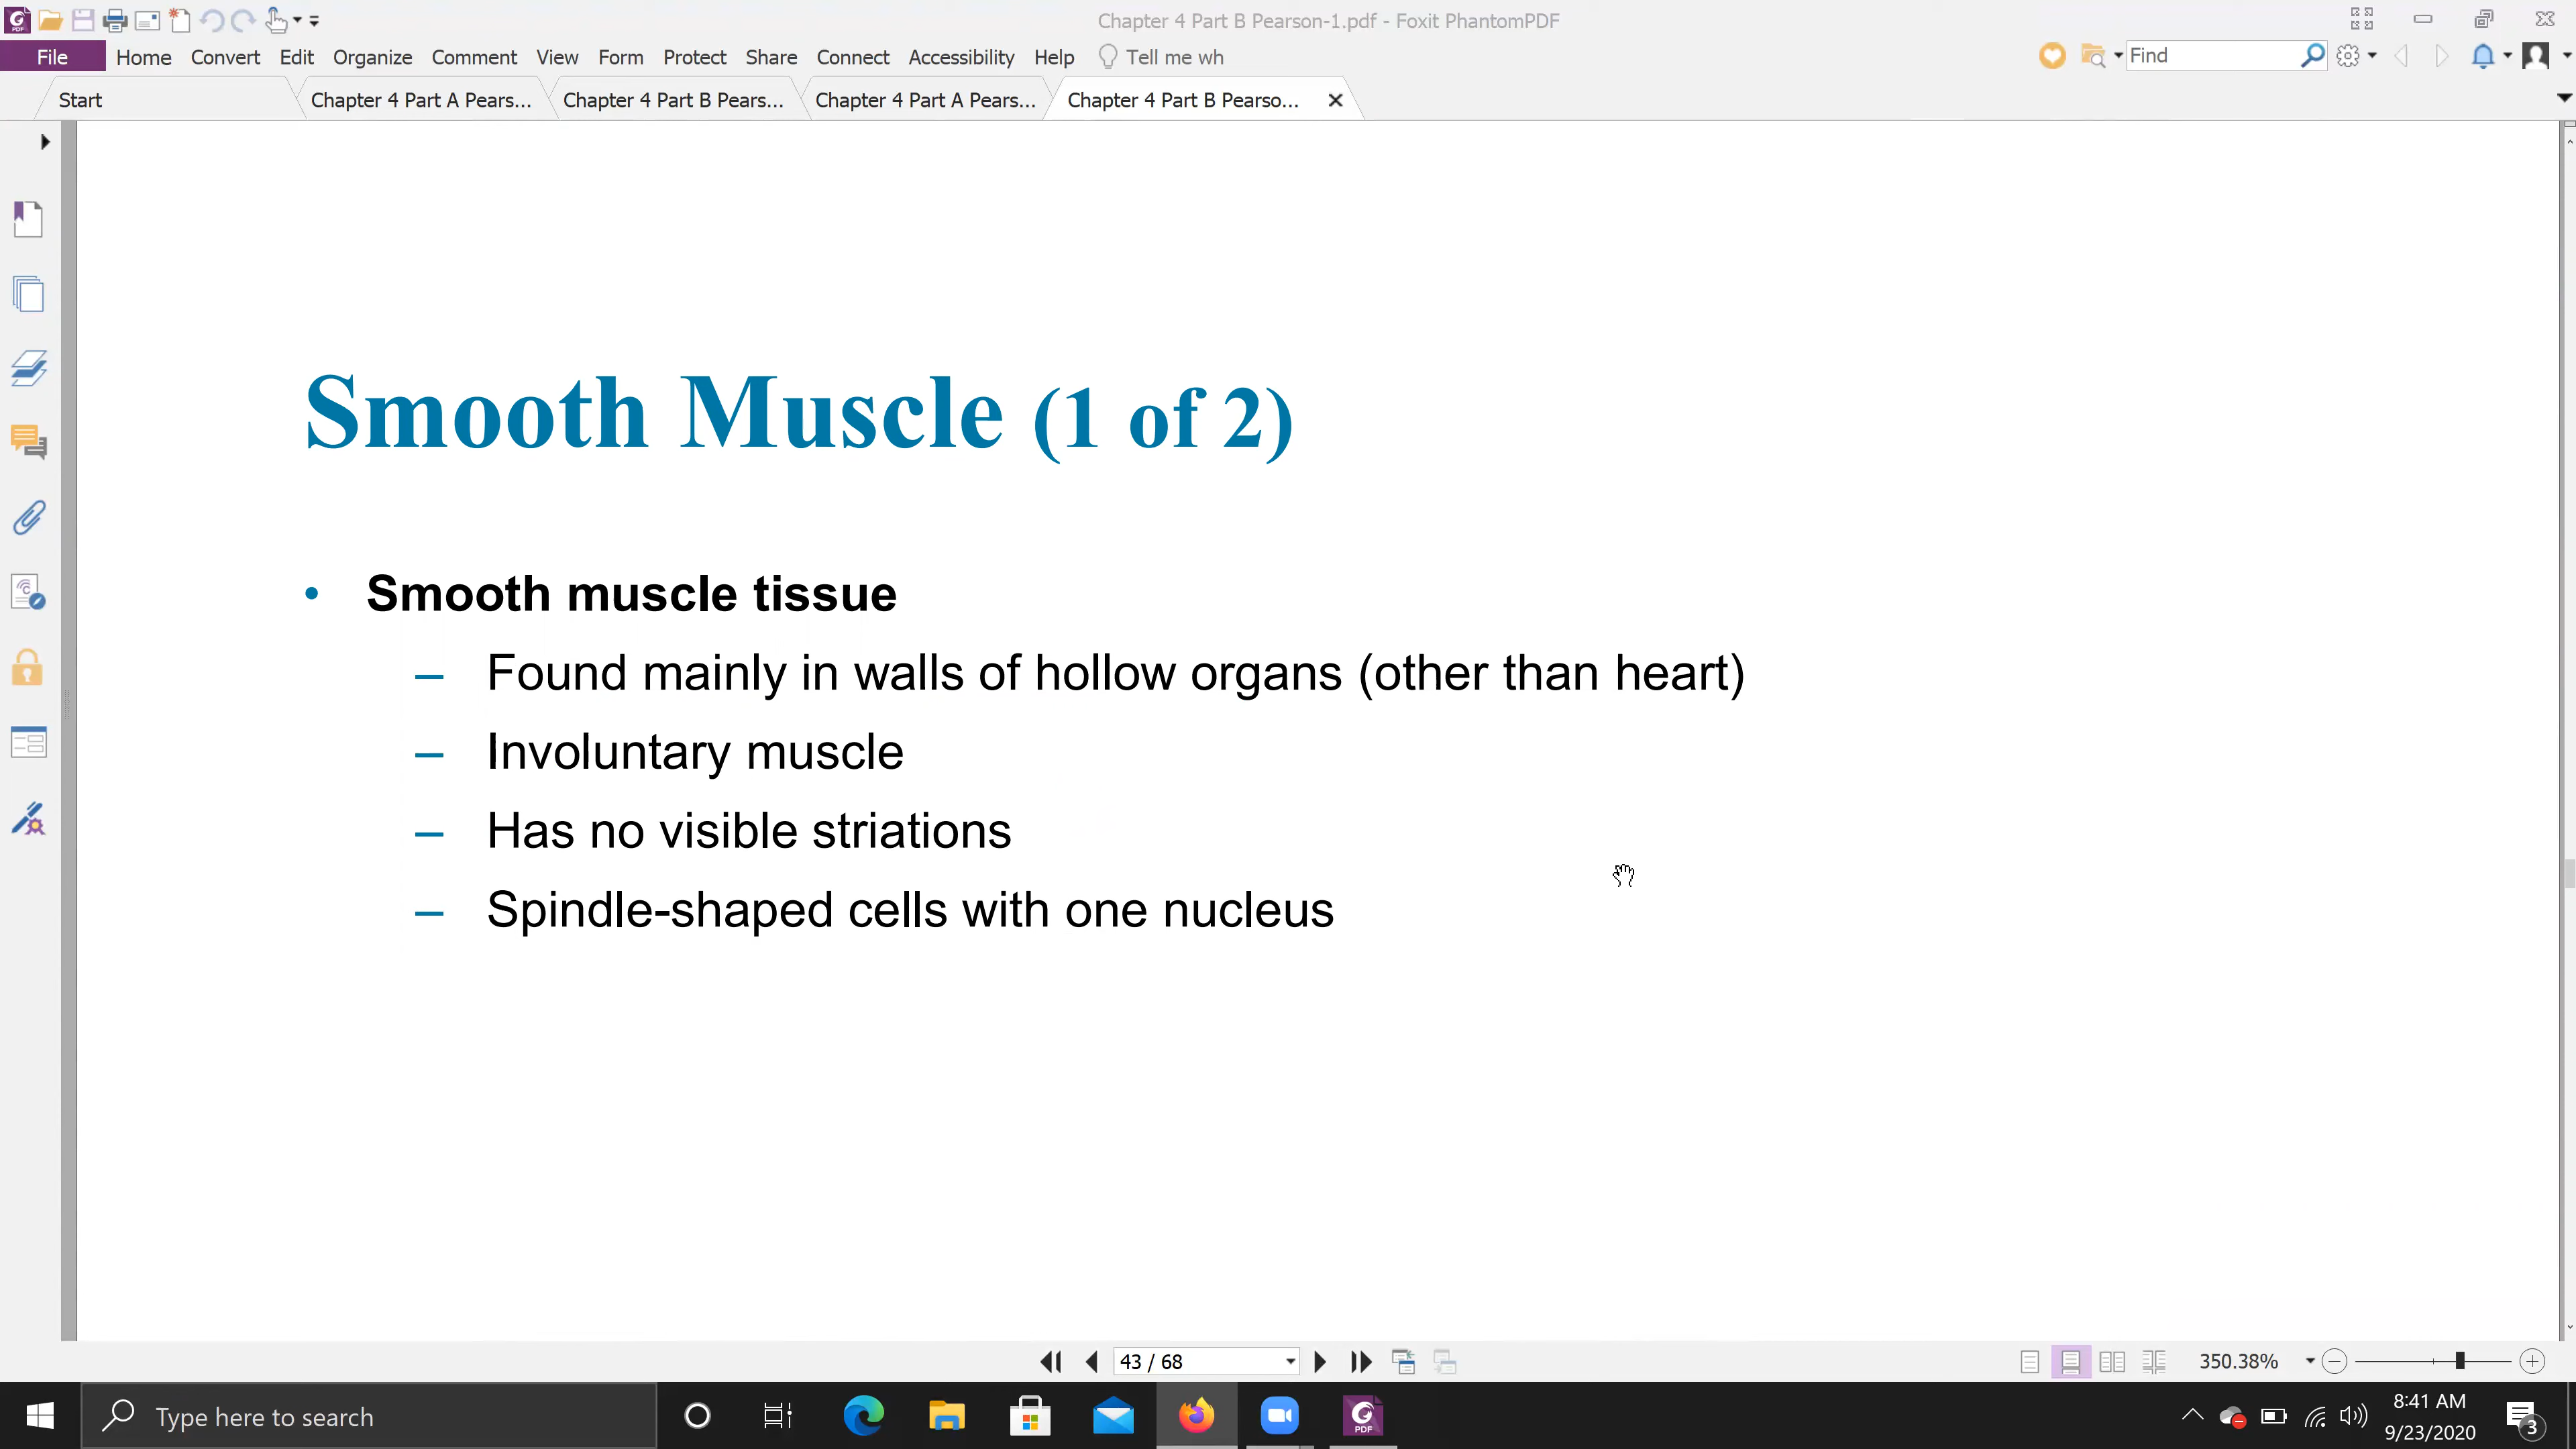 Chapter 4 Part B Pearson-1.pdf - Foxit PhantomPDF
File Home Convert Edit Organize Comment View Form Protect Share Connect Accessibility Help Tell me wh Find
Start Chapter 4 Part A Pears... Chapter 4 Part B Pears... Chapter 4 Part A Pears... Chapter 4 Part B Pearso...
Smooth Muscle (1 of 2)
• Smooth muscle tissue
– Found mainly in walls of hollow organs (other than heart)
– Involuntary muscle
– Has no visible striations
– Spindle-shaped cells with one nucleus
43 / 68 350.38%
Type here to search
PDF
8:41 AM
9/23/2020
3